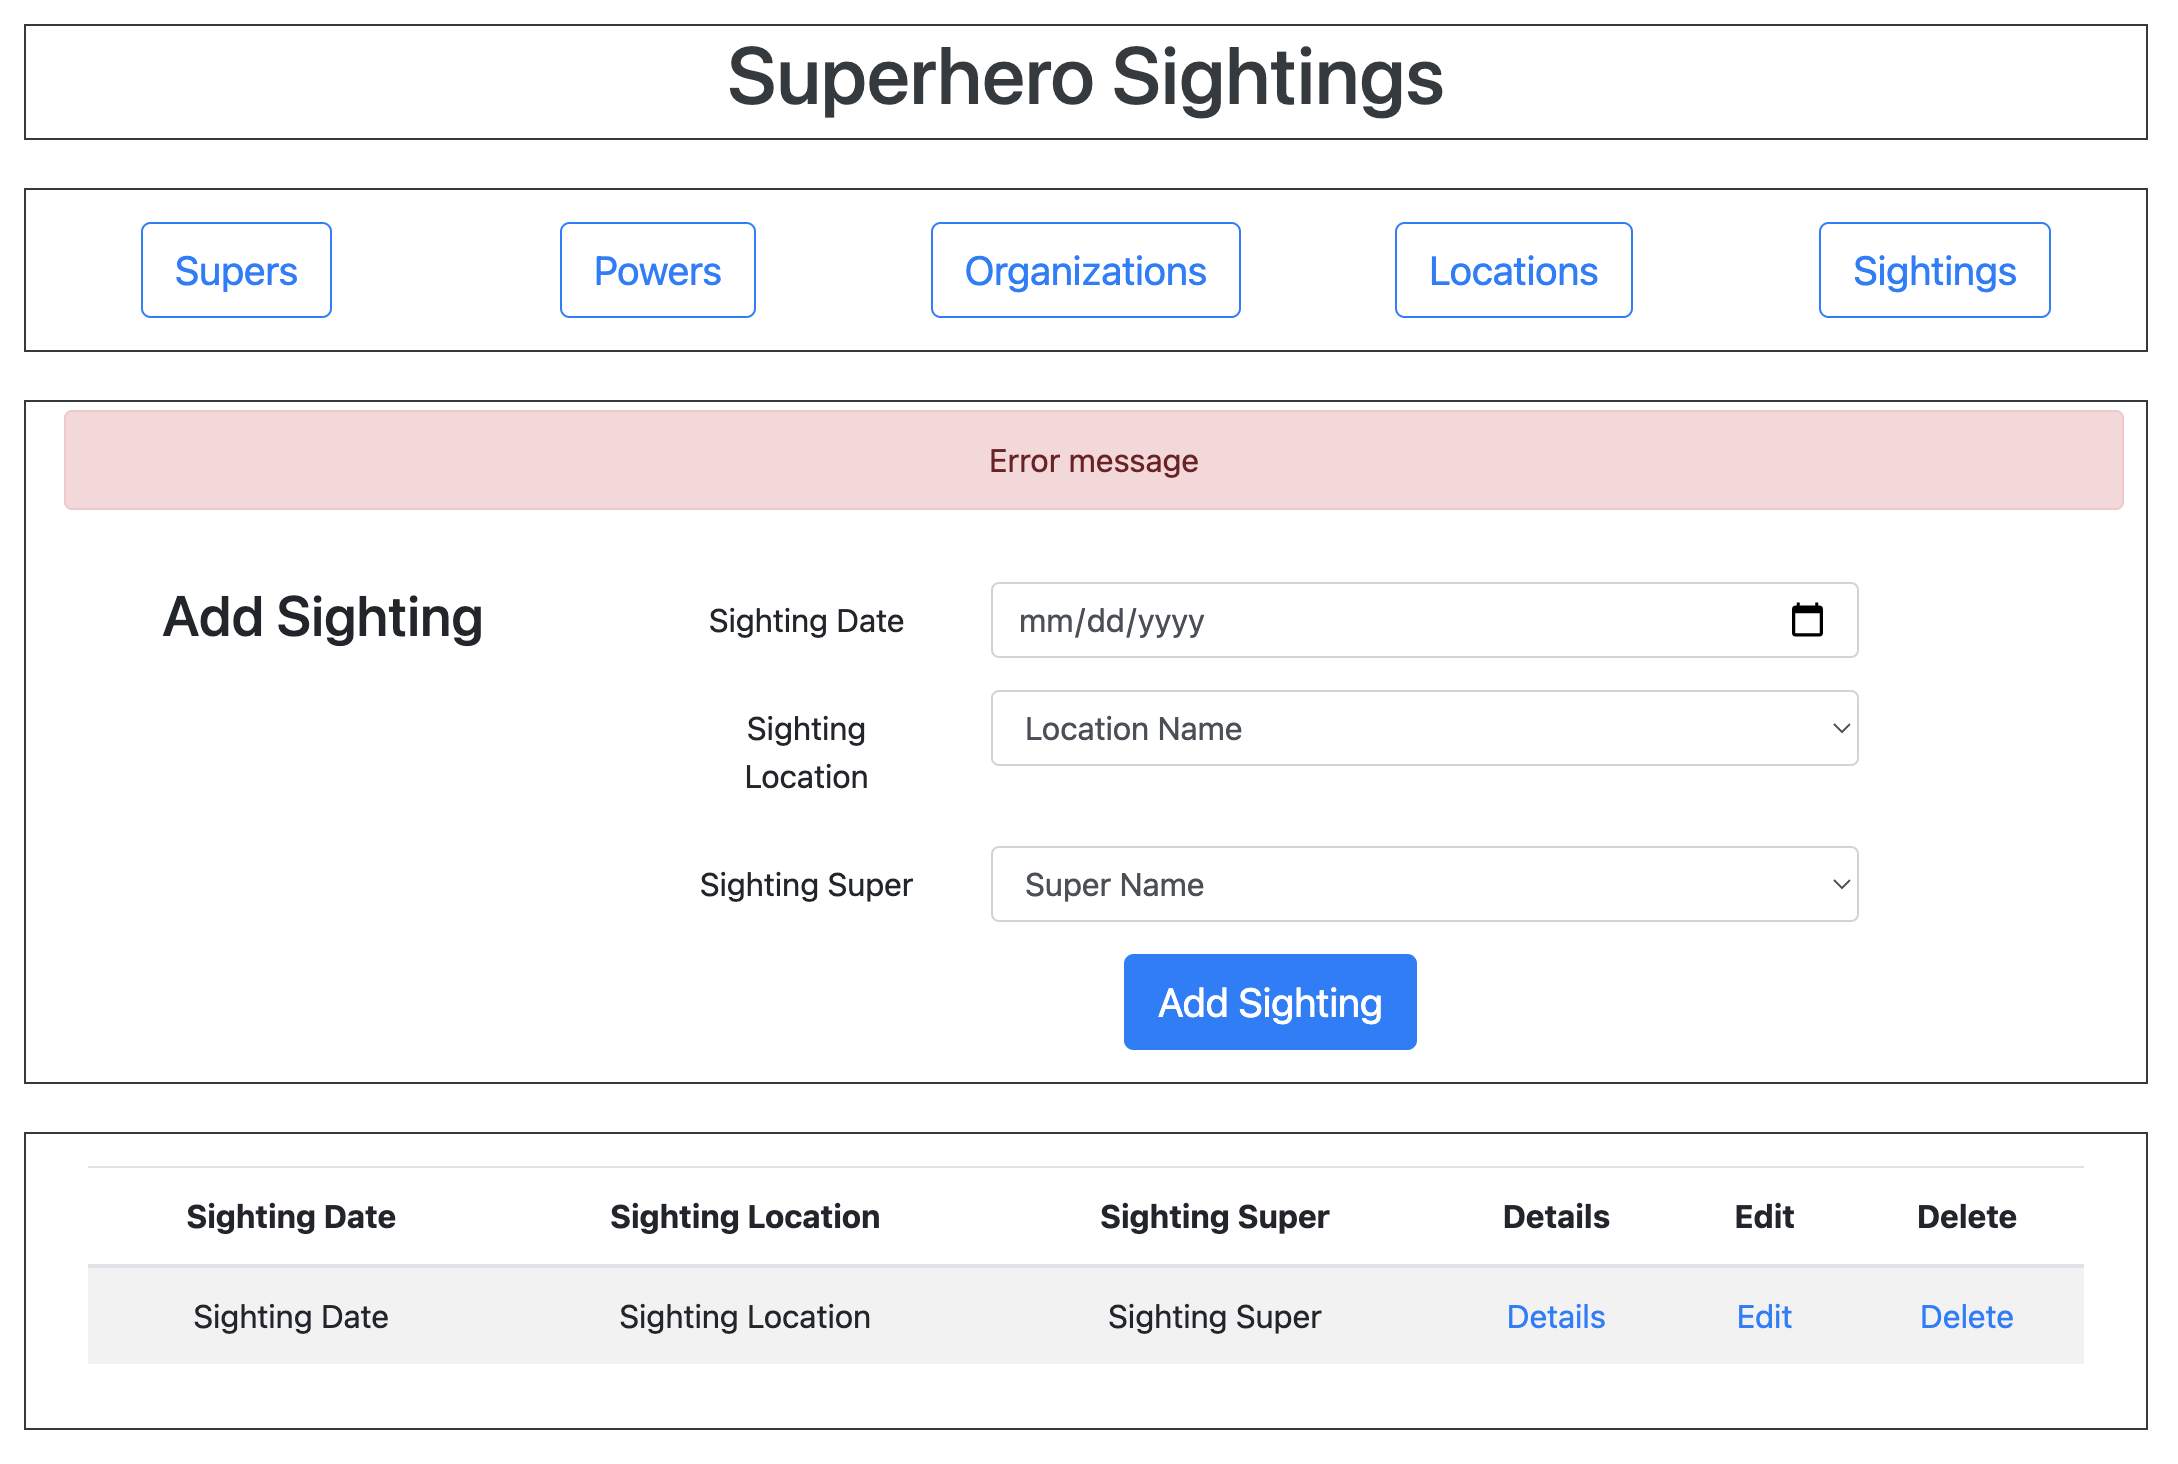 Superhero Sightings
Supers Powers Organizations Locations Sightings
Error message
Add Sighting
Sighting Date mm/dd/yyyy
Sighting Location Location Name
Sighting Super Super Name
Add Sighting
Sighting Date Sighting Location Sighting Super Details Edit Delete
Sighting Date Sighting Location Sighting Super Details Edit Delete